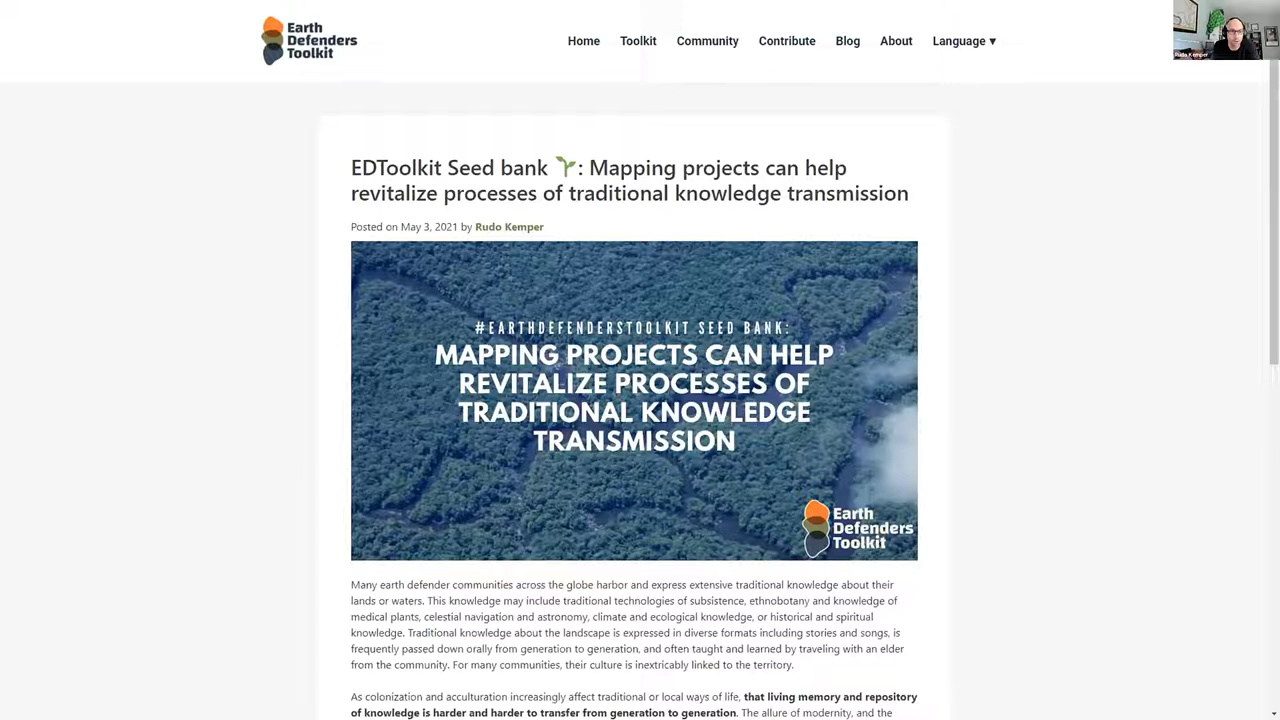 Earth
Defenders
Toolkit
Home Toolkit Community Contribute Blog About Language ▾
Rudo Kemper
EDToolkit Seed bank 🌱: Mapping projects can help
revitalize processes of traditional knowledge transmission
Posted on May 3, 2021 by Rudo Kemper
#EARTHDEFENDERSTOOLKIT SEED BANK:
MAPPING PROJECTS CAN HELP
REVITALIZE PROCESSES OF
TRADITIONAL KNOWLEDGE
TRANSMISSION
Earth
Defenders
Toolkit
Many earth defender communities across the globe harbor and express extensive traditional knowledge about their
lands or waters. This knowledge may include traditional technologies of subsistence, ethnobotany and knowledge of
medical plants, celestial navigation and astronomy, climate and ecological knowledge, or historical and spiritual
knowledge. Traditional knowledge about the landscape is expressed in diverse formats including stories and songs, is
frequently passed down orally from generation to generation, and often taught and learned by traveling with an elder
from the community. For many communities, their culture is inextricably linked to the territory.
As colonization and acculturation increasingly affect traditional or local ways of life, that living memory and repository
of knowledge is harder and harder to transfer from generation to generation. The allure of modernity, and the